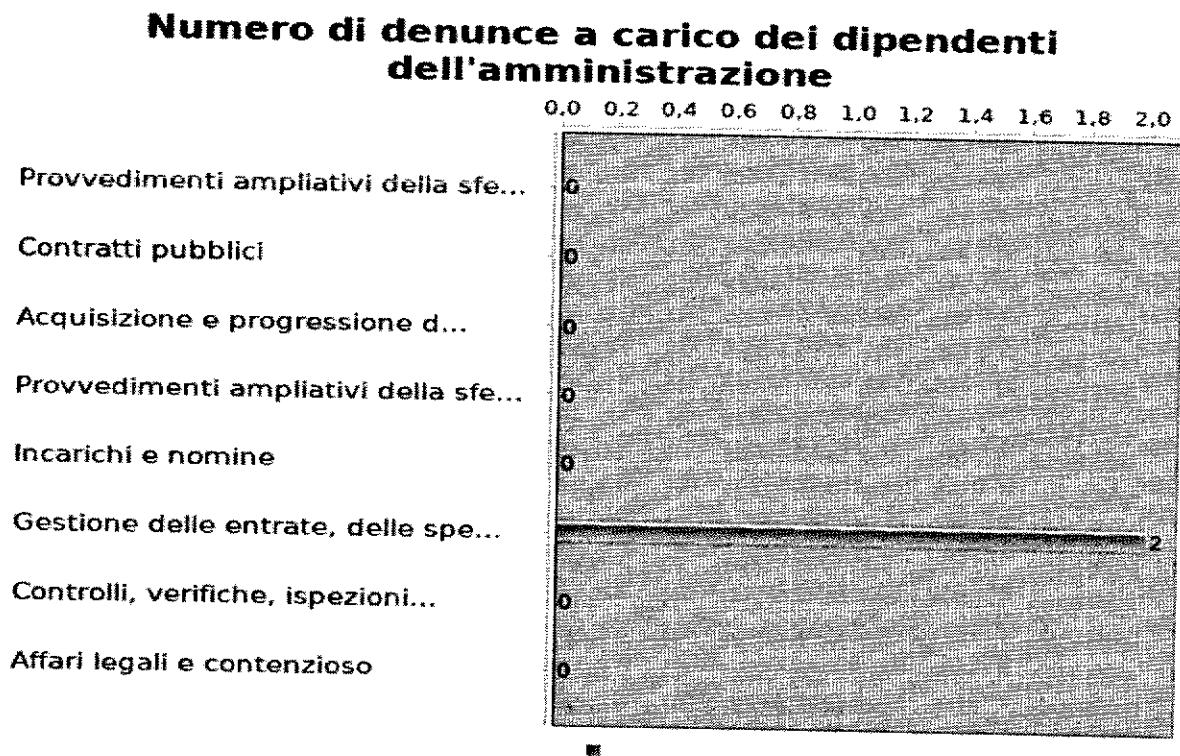 Numero di denunce a carico dei dipendenti
dell'amministrazione
0,0 0,2 0,4 0,6 0,8 1,0 1,2 1,4 1,6 1,8 2,0
Provvedimenti ampliativi della sfe... 0
Contratti pubblici 0
Acquisizione e progressione d... 0
Provvedimenti ampliativi della sfe... 0
Incarichi e nomine 0
Gestione delle entrate, delle spe... 2
Controlli, verifiche, ispezioni... 0
Affari legali e contenzioso 0